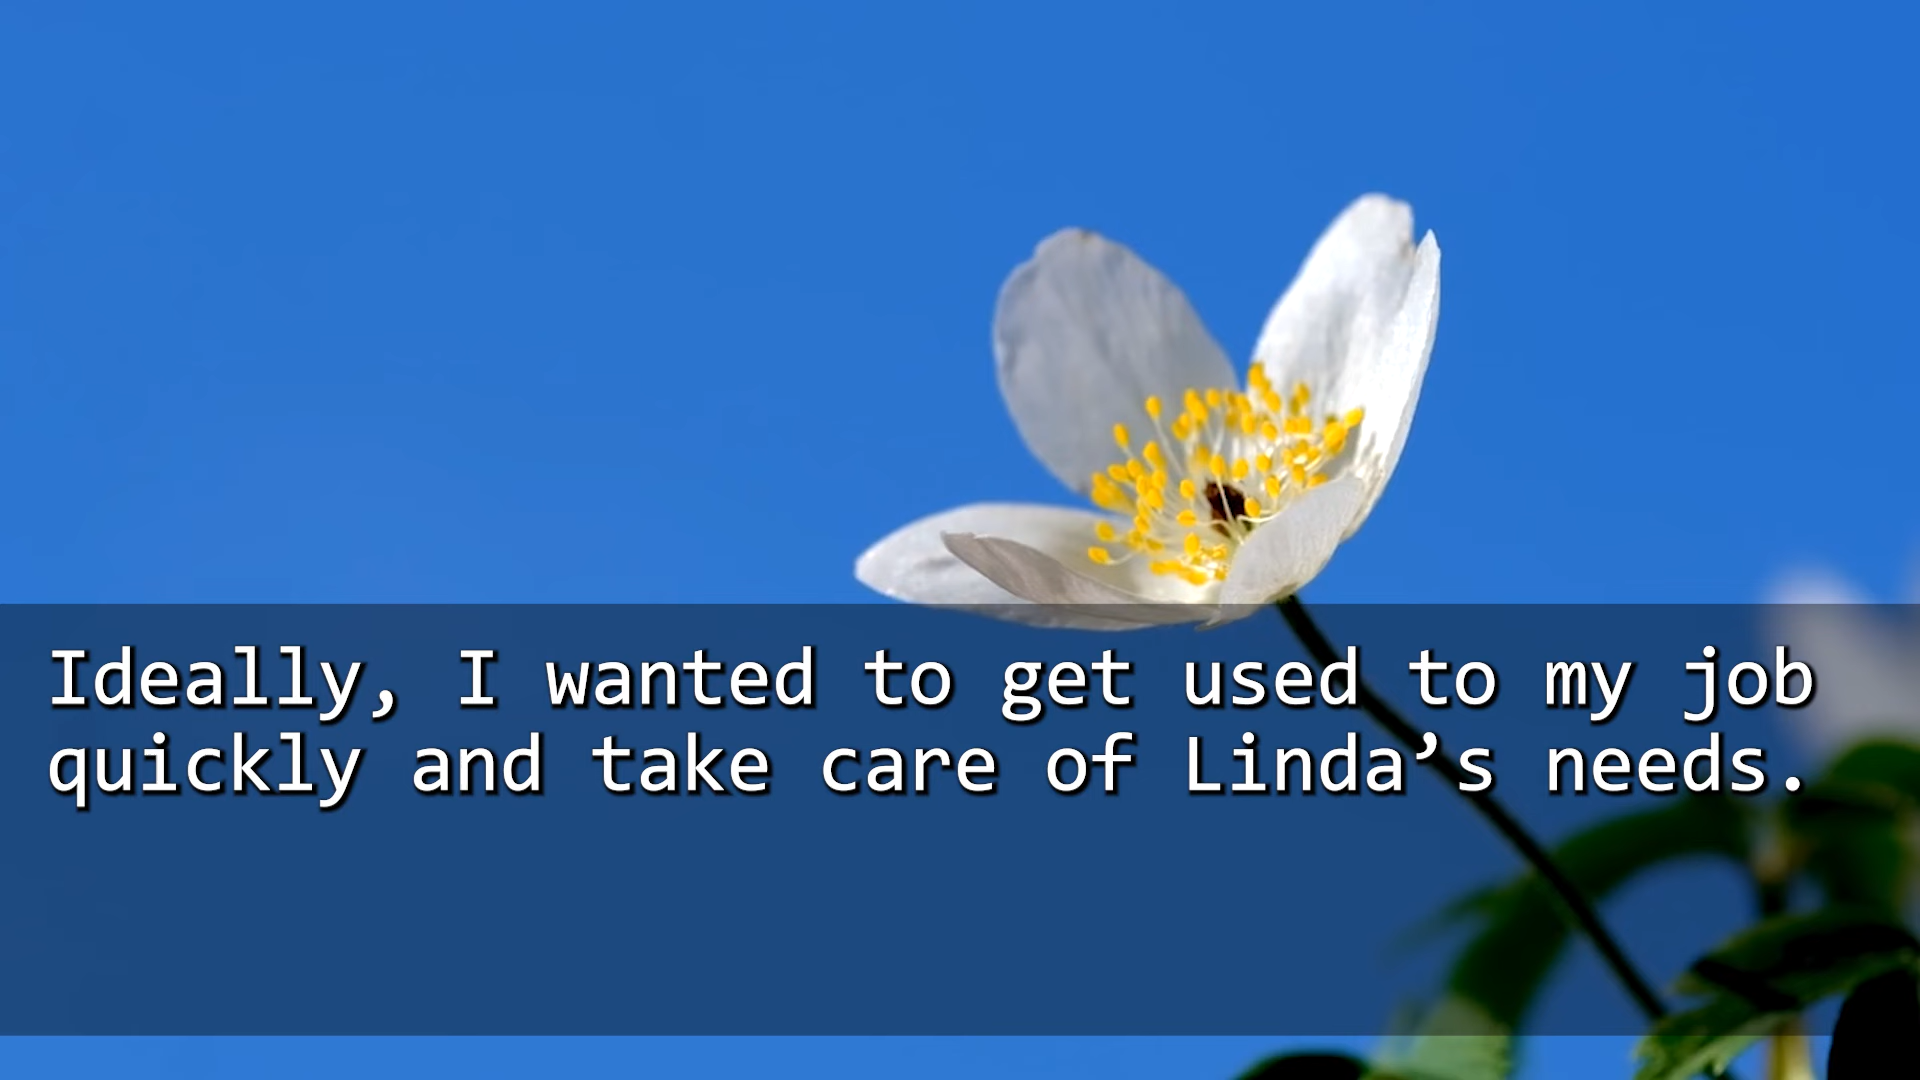 Ideally, I wanted to get used to my job
quickly and take care of Linda’s needs.